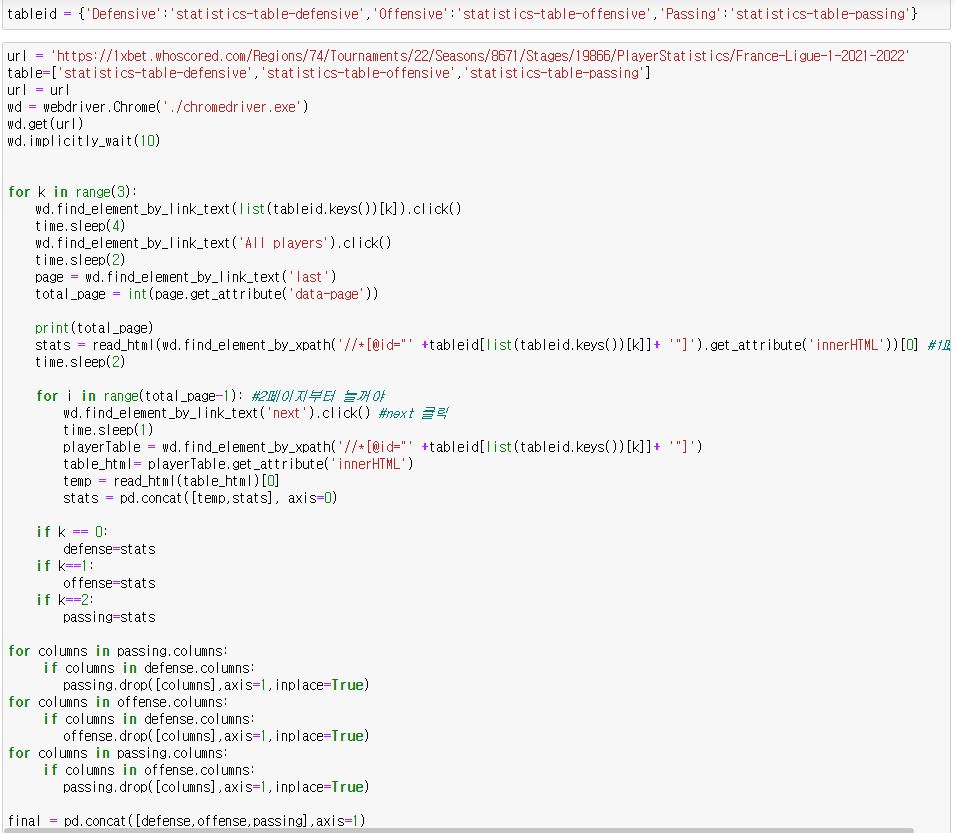 tableid = {'Defensive':'statistics-table-defensive','Offensive':'statistics-table-offensive','Passing':'statistics-table-passing'}
url = 'https://1xbet.whoscored.com/Regions/74/Tournaments/22/Seasons/8671/Stages/19866/PlayerStatistics/France-Ligue-1-2021-2022'
table=['statistics-table-defensive','statistics-table-offensive','statistics-table-passing']
url = url
wd = webdriver.Chrome('./chromedriver.exe')
wd.get(url)
wd.implicitly_wait(10)
for k in range(3):
    wd.find_element_by_link_text(list(tableid.keys())[k]).click()
    time.sleep(4)
    wd.find_element_by_link_text('All players').click()
    time.sleep(2)
    page = wd.find_element_by_link_text('last')
    total_page = int(page.get_attribute('data-page'))
    print(total_page)
    stats = read_html(wd.find_element_by_xpath('//*[@id="' +tableid[list(tableid.keys())[k]]+ '"]').get_attribute('innerHTML'))[0] #1
    time.sleep(2)
    for i in range(total_page-1): #2페이지부터 늘꺼야
        wd.find_element_by_link_text('next').click() #next 클릭
        time.sleep(1)
        playerTable = wd.find_element_by_xpath('//*[@id="' +tableid[list(tableid.keys())[k]]+ '"]')
        table_html= playerTable.get_attribute('innerHTML')
        temp = read_html(table_html)[0]
        stats = pd.concat([temp,stats], axis=0)
    if k == 0:
        defense=stats
    if k==1:
        offense=stats
    if k==2:
        passing=stats
for columns in passing.columns:
     if columns in defense.columns:
        passing.drop([columns],axis=1,inplace=True)
for columns in offense.columns:
     if columns in defense.columns:
        offense.drop([columns],axis=1,inplace=True)
for columns in passing.columns:
     if columns in offense.columns:
        passing.drop([columns],axis=1,inplace=True)
final = pd.concat([defense,offense,passing],axis=1)